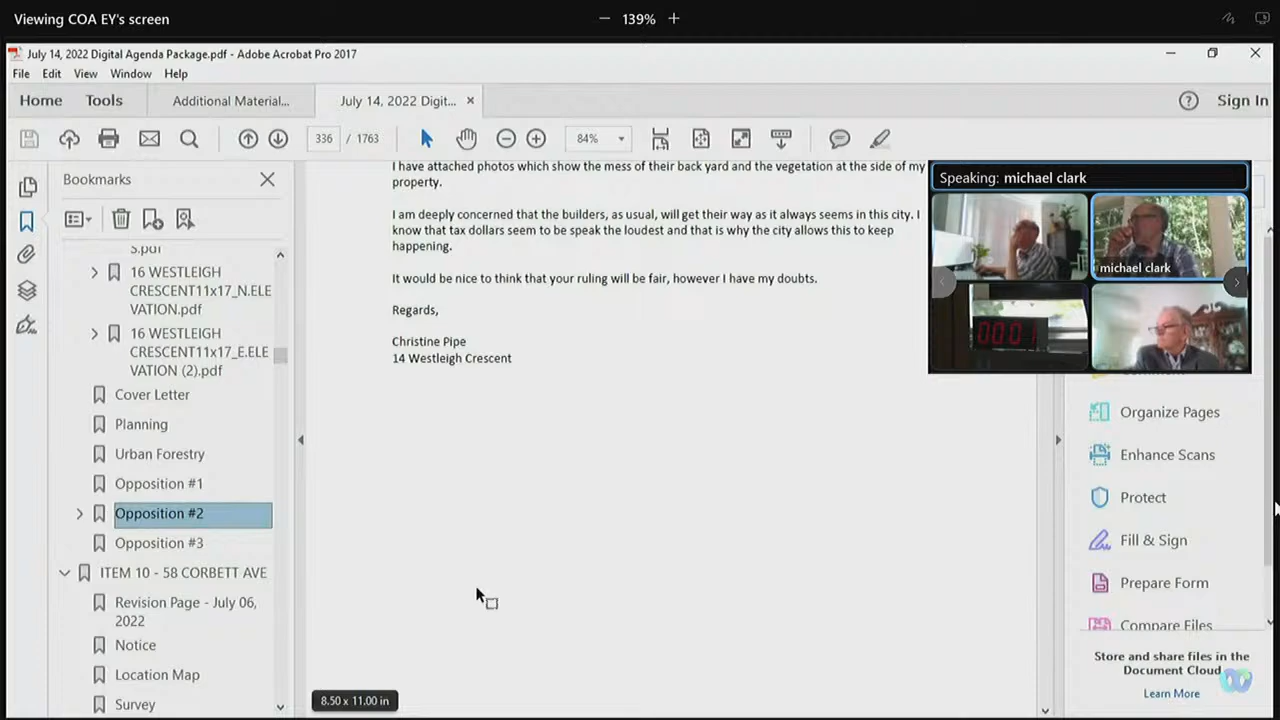 Viewing COA EY's screen
139%
July 14, 2022 Digital Agenda Package.pdf - Adobe Acrobat Pro 2017
File Edit View Window Help
Home Tools Additional Material... July 14, 2022 Digit... Sign In
336 / 1763 84%
Bookmarks
5.pdf
16 WESTLEIGH
CRESCENT11x17_N.ELE
VATION.pdf
16 WESTLEIGH
CRESCENT11x17_E.ELE
VATION (2).pdf
Cover Letter
Planning
Urban Forestry
Opposition #1
Opposition #2
Opposition #3
ITEM 10 - 58 CORBETT AVE
Revision Page - July 06,
2022
Notice
Location Map
Survey
I have attached photos which show the mess of their back yard and the vegetation at the side of my
property.
I am deeply concerned that the builders, as usual, will get their way as it always seems in this city. I
know that tax dollars seem to be speak the loudest and that is why the city allows this to keep
happening.
It would be nice to think that your ruling will be fair, however I have my doubts.
Regards,
Christine Pipe
14 Westleigh Crescent
8.50 x 11.00 in
Speaking: michael clark
michael clark
00:01
Organize Pages
Enhance Scans
Protect
Fill & Sign
Prepare Form
Compare Files
Store and share files in the
Document Cloud
Learn More